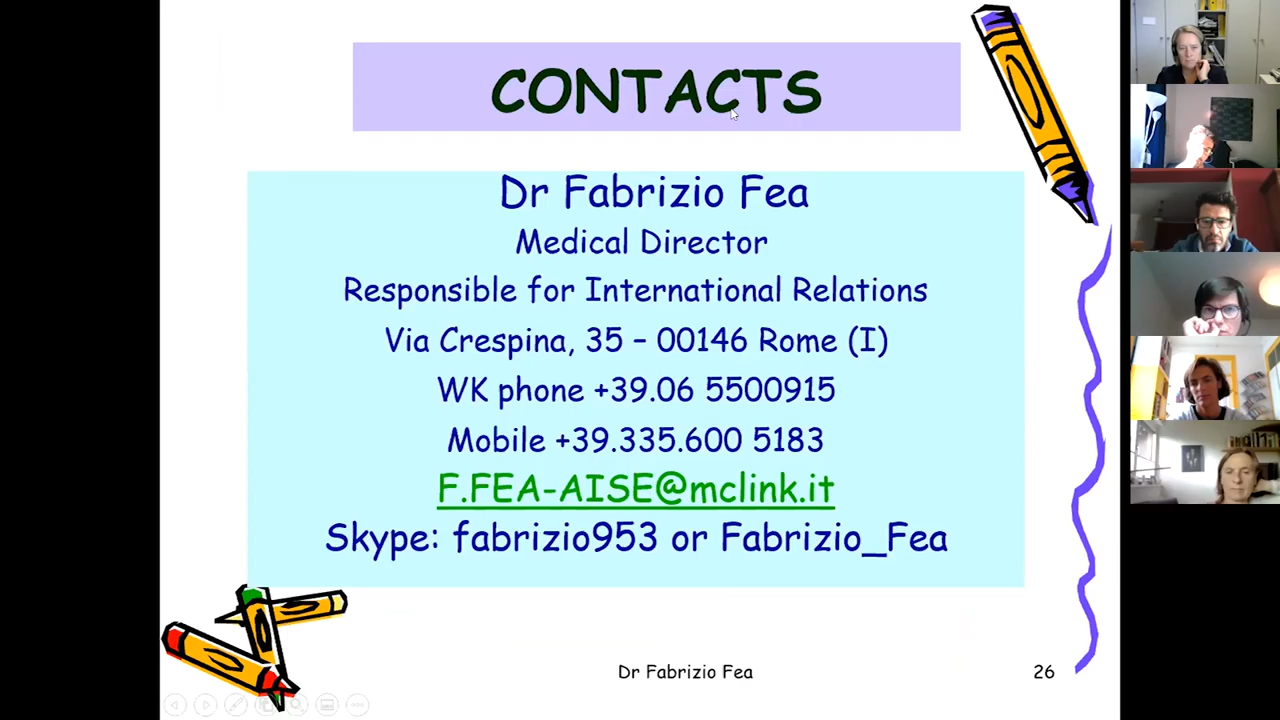 CONTACTS
Dr Fabrizio Fea
Medical Director
Responsible for International Relations
Via Crespina, 35 – 00146 Rome (I)
WK phone +39.06 5500915
Mobile +39.335.600 5183
F.FEA-AISE@mclink.it
Skype: fabrizio953 or Fabrizio_Fea
Dr Fabrizio Fea
26